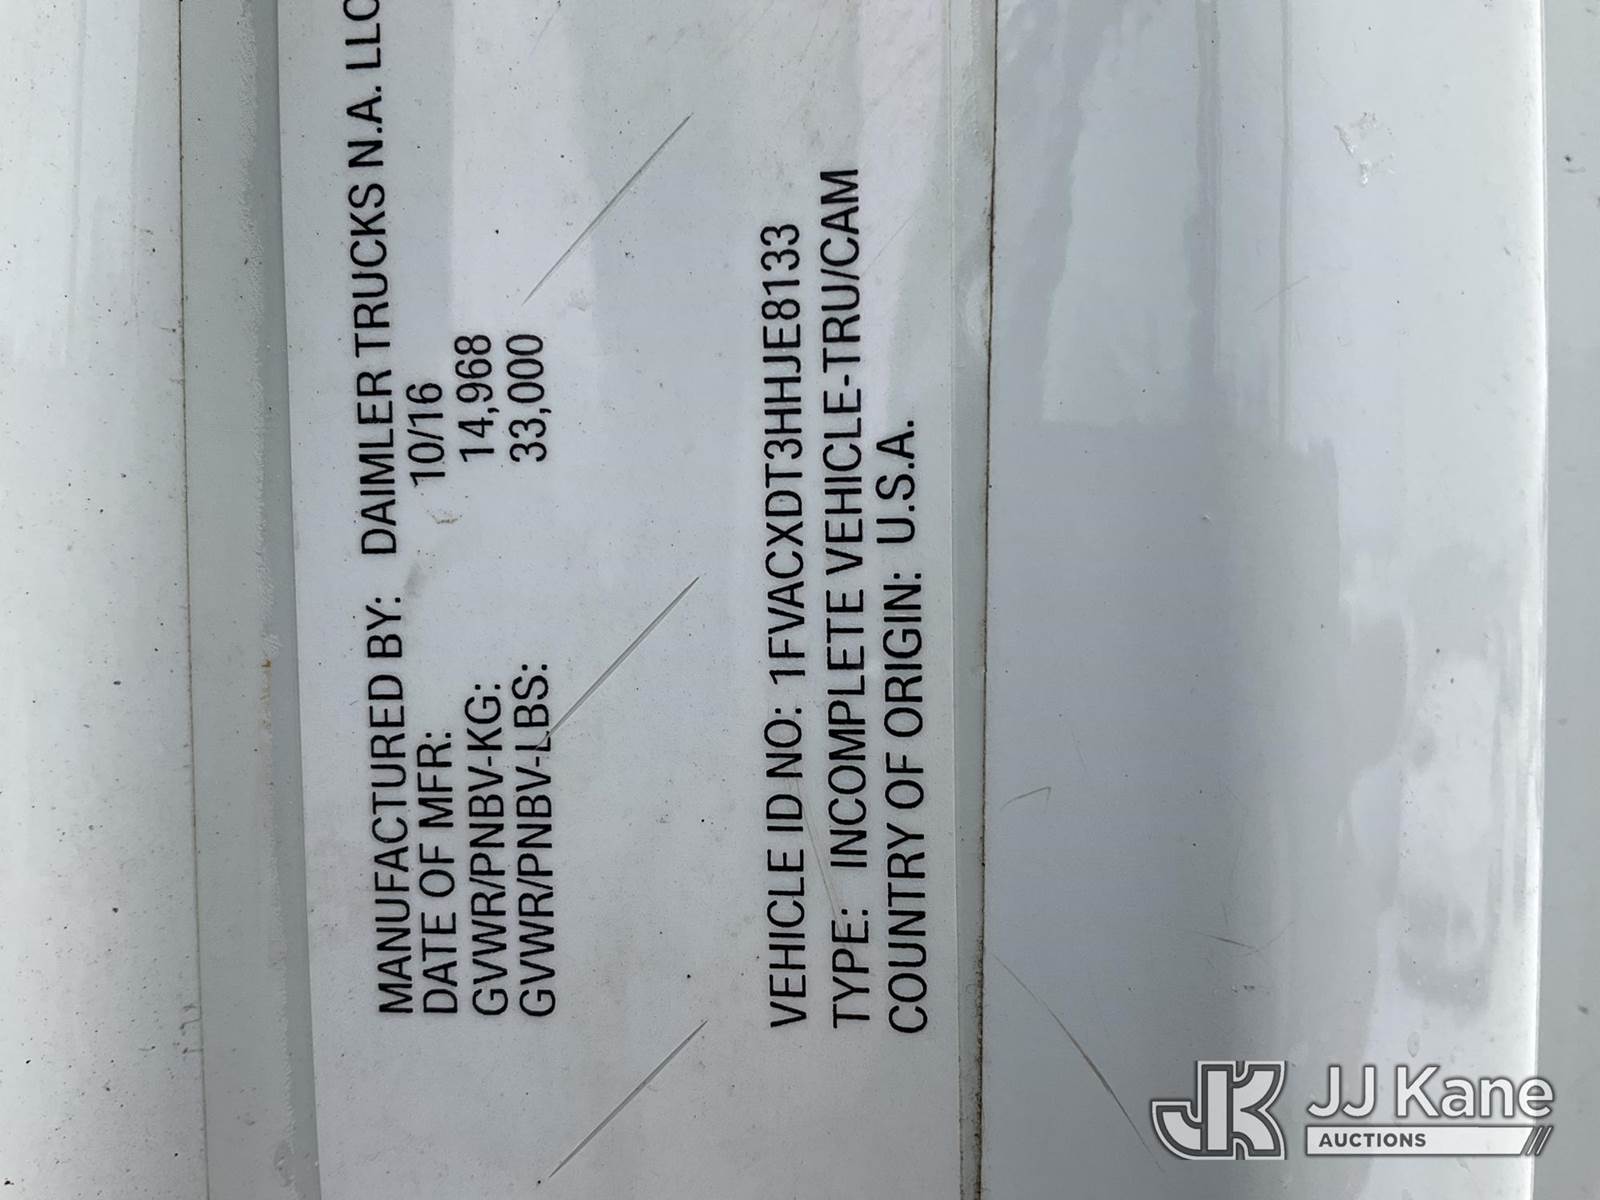 MANUFACTURED BY: DAIMLER TRUCKS N.A. LLC
DATE OF MFR: 10/16
GVWR/PNBV-KG: 14,968
GVWR/PNBV-LBS: 33,000
VEHICLE ID NO: 1FVACXDT3HHJE8133
TYPE: INCOMPLETE VEHICLE-TRU/CAM
COUNTRY OF ORIGIN: U.S.A.
JK JJ Kane
AUCTIONS